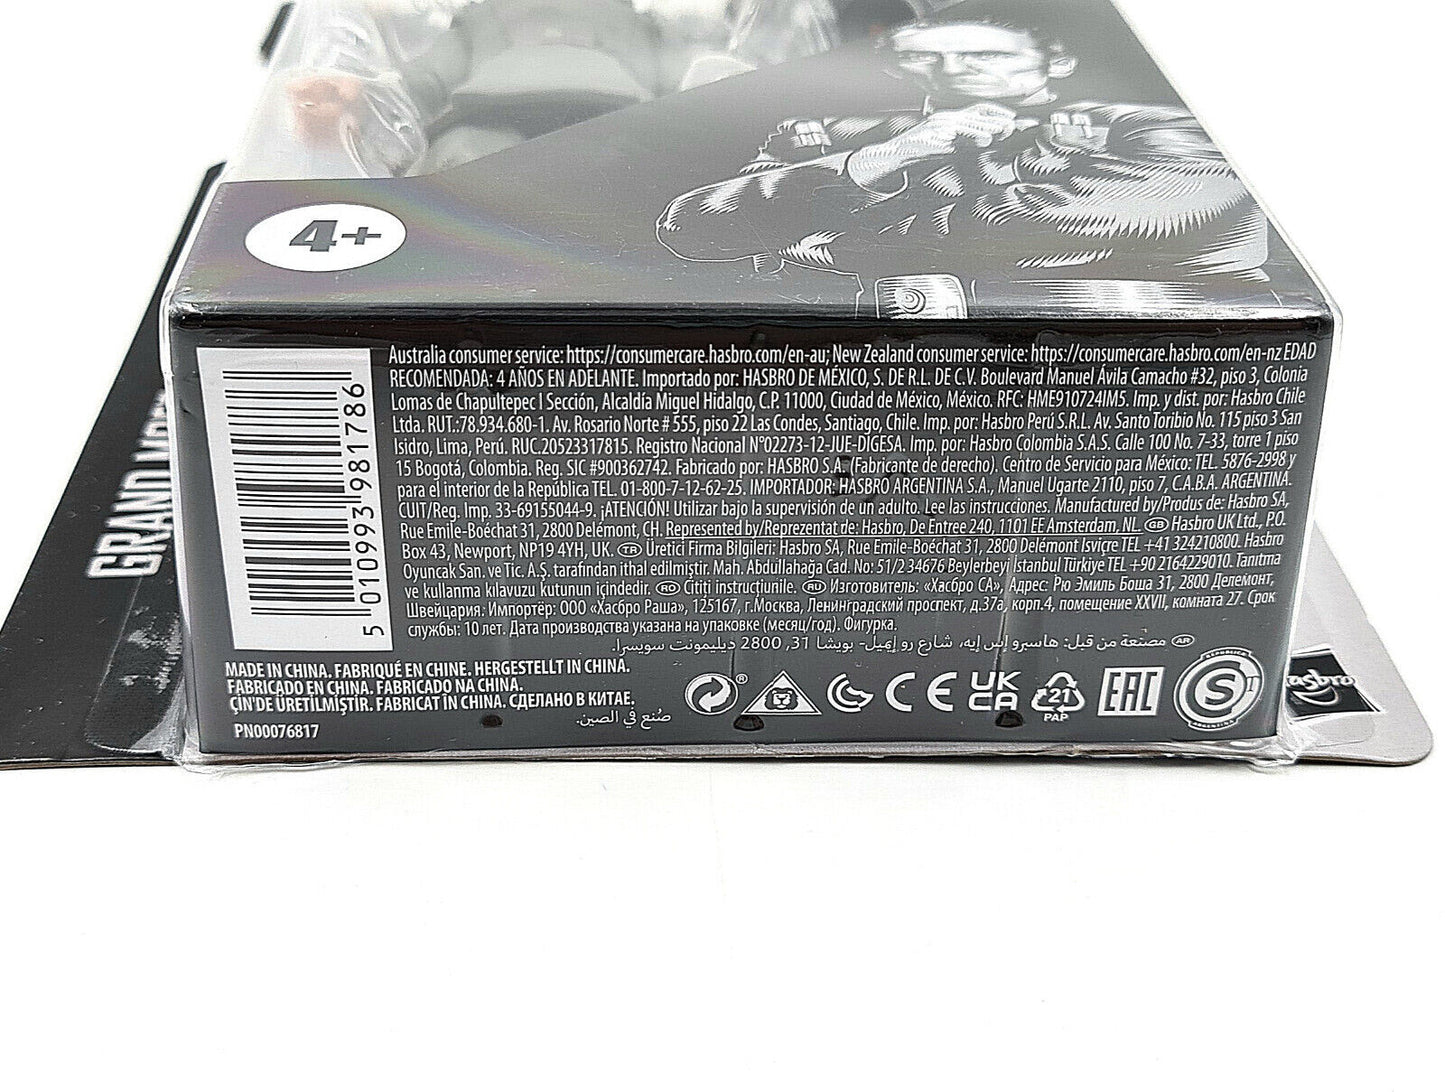 4+
GRAND
Australia consumer service: https://consumercare.hasbro.com/en-au; New Zealand consumer service: https://consumercare.hasbro.com/en-nz EDAD
RECOMENDADA: 4 AÑOS EN ADELANTE. Importado por: HASBRO DE MÉXICO, S. DE R.L. DE C.V. Boulevard Manuel Ávila Camacho #32, piso 3, Colonia
Lomas de Chapultepec I Sección, Alcaldía Miguel Hidalgo, C.P. 11000, Ciudad de México, México. RFC: HME910724IM5. Imp. y dist. por: Hasbro Chile
Ltda. RUT.:78.934.680-1. Av. Rosario Norte # 555, piso 22 Las Condes, Santiago, Chile. Imp. por: Hasbro Perú S.R.L. Av. Santo Toribio No. 115 piso 3 San
Isidro, Lima, Perú. RUC.20523317815. Registro Nacional N°02273-12-JUE-DIGESA. Imp. por: Hasbro Colombia S.A.S. Calle 100 No. 7-33, torre 1 piso
15 Bogotá, Colombia. Reg. SIC #900362742. Fabricado por: HASBRO S.A. (Fabricante de derecho). Centro de Servicio para México: TEL. 5876-2998 y
para el interior de la República TEL. 01-800-7-12-62-25. IMPORTADOR: HASBRO ARGENTINA S.A., Manuel Ugarte 2110, piso 7, C.A.B.A. ARGENTINA.
CUIT/Reg. Imp. 33-69155044-9. ¡ATENCIÓN! Utilizar bajo la supervisión de un adulto. Lee las instrucciones. Manufactured by/Produs de: Hasbro SA,
Rue Emile-Boéchat 31, 2800 Delémont, CH. Represented by/Reprezentat de: Hasbro, De Entree 240, 1101 EE Amsterdam, NL. GB Hasbro UK Ltd., P.O.
Box 43, Newport, NP19 4YH, UK. TR Üretici Firma Bilgileri: Hasbro SA, Rue Emile-Boéchat 31, 2800 Delémont İsviçre TEL +41 324210800. Hasbro
Oyuncak San. ve Tic. A.Ş. tarafından ithal edilmiştir. Mah. Abdullahağa Cad. No: 51/2 34676 Beylerbeyi İstanbul Türkiye TEL +90 2164229010. Tanıtma
ve kullanma kılavuzu kutunun içindedir. RO Citiți instrucțiunile. RU Изготовитель: «Хасбро СА», Адрес: Рю Эмиль Боша 31, 2800 Делемонт,
Швейцария. Импортёр: ООО «Хасбро Раша», 125167, г.Москва, Ленинградский проспект, д.37а, корп.4, помещение XXVII, комната 27. Срок
службы: 10 лет. Дата производства указана на упаковке (месяц/год). Фигурка.
AR مصنعة من قبل: هاسبرو إس إيه، شارع رو إيميل- بويشا 31, 2800 ديليمونت سويسرا.
5 010993 981786
MADE IN CHINA. FABRIQUÉ EN CHINE. HERGESTELLT IN CHINA.
FABRICADO EN CHINA. FABRICADO NA CHINA.
ÇİN'DE ÜRETİLMİŞTİR. FABRICAT ÎN CHINA. СДЕЛАНО В КИТАЕ.
صُنع في الصين.
PN00076817
® CE UK CA 21 PAP EAC REPUBLICA S T ARGENTINA
Hasbro